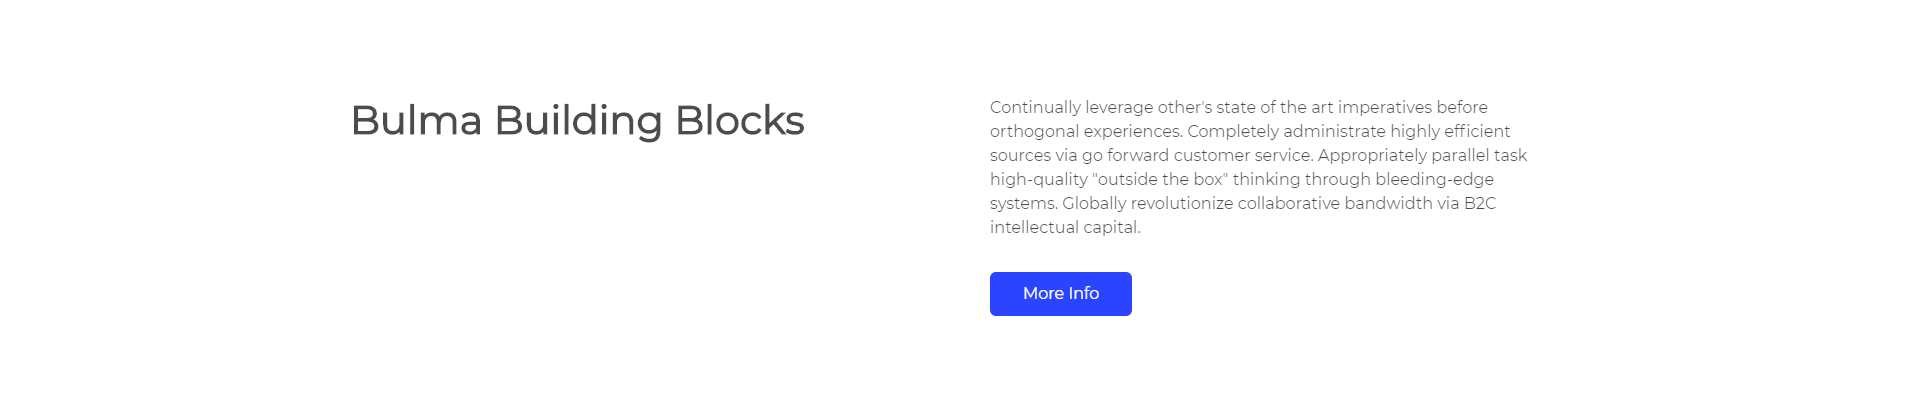 Bulma Building Blocks
Continually leverage other's state of the art imperatives before
orthogonal experiences. Completely administrate highly efficient
sources via go forward customer service. Appropriately parallel task
high-quality "outside the box" thinking through bleeding-edge
systems. Globally revolutionize collaborative bandwidth via B2C
intellectual capital.
More Info